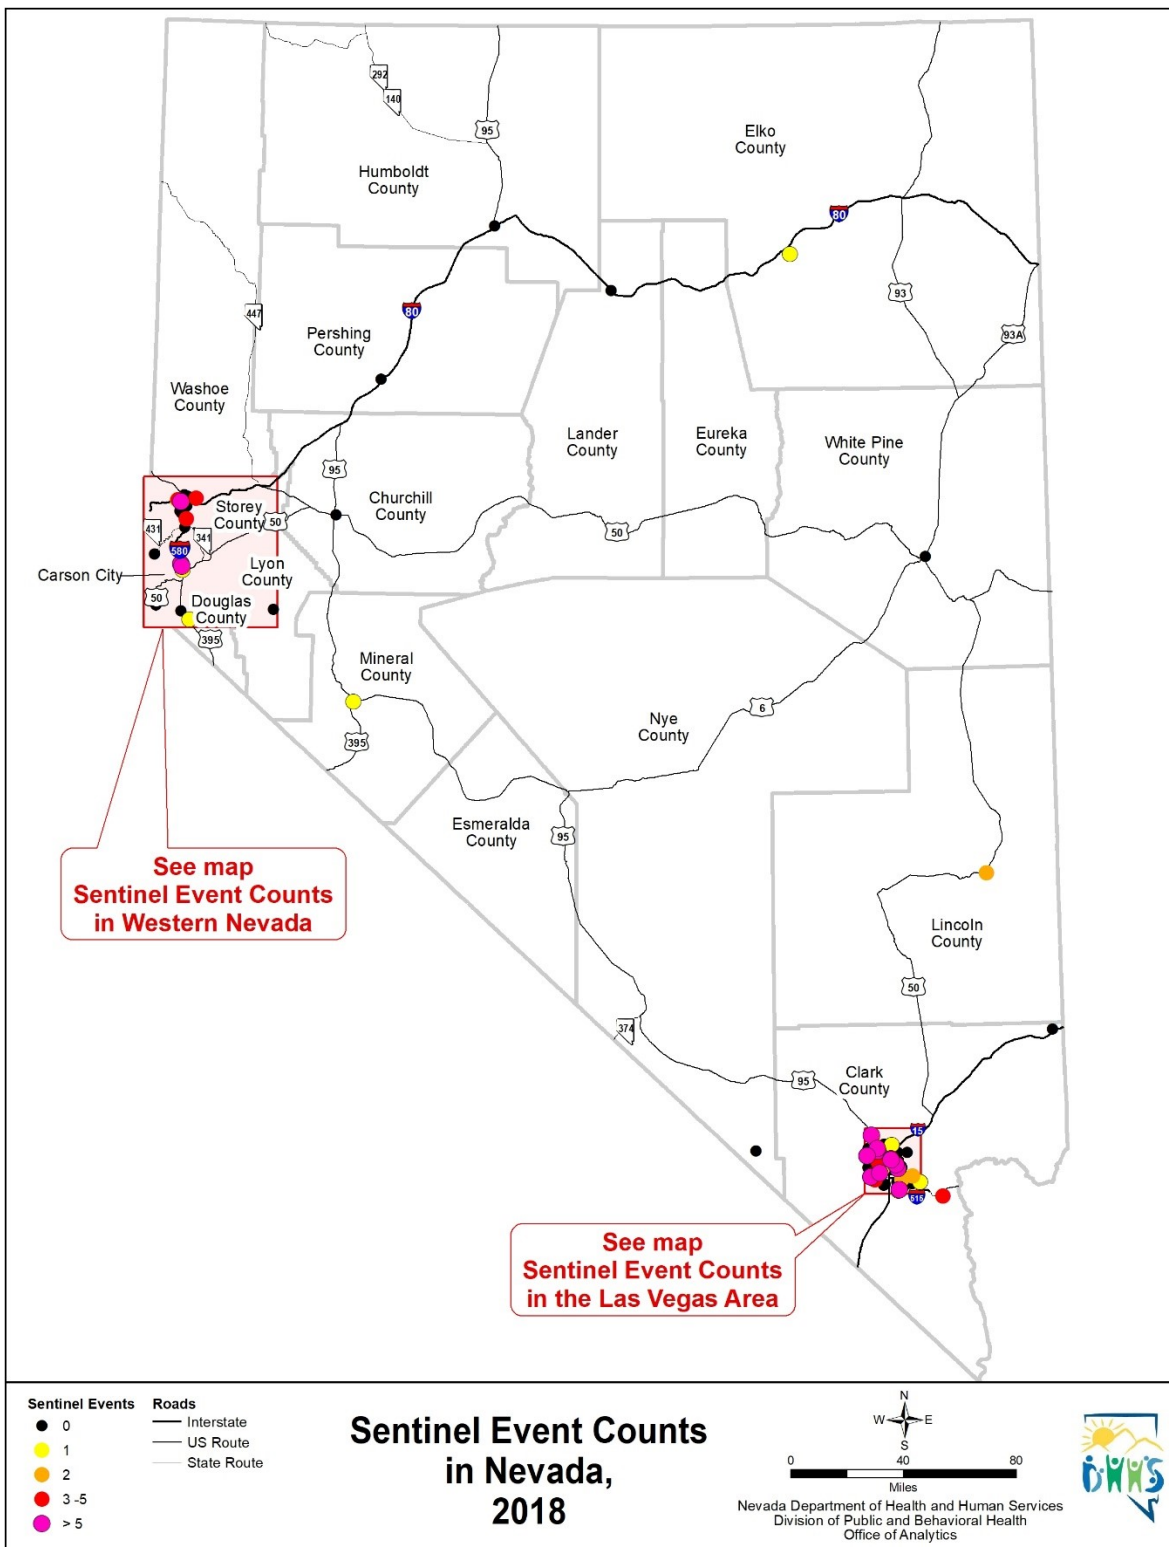 292
140
95
Elko
County
Humboldt
County
80
93
93A
447
80
Pershing
County
Washoe
County
Lander
County
Eureka
County
White Pine
County
95
Churchill
County
Storey
County
50
431
341
50
580
Carson City
Lyon
County
50
Douglas
County
395
Mineral
County
6
Nye
County
395
Esmeralda
County
95
See map
Sentinel Event Counts
in Western Nevada
Lincoln
County
50
374
Clark
County
95
15
515
See map
Sentinel Event Counts
in the Las Vegas Area
Sentinel Events
0
1
2
3 -5
> 5
Roads
Interstate
US Route
State Route
Sentinel Event Counts
in Nevada,
2018
N
W E
S
0 40 80
Miles
Nevada Department of Health and Human Services
Division of Public and Behavioral Health
Office of Analytics
DHHS